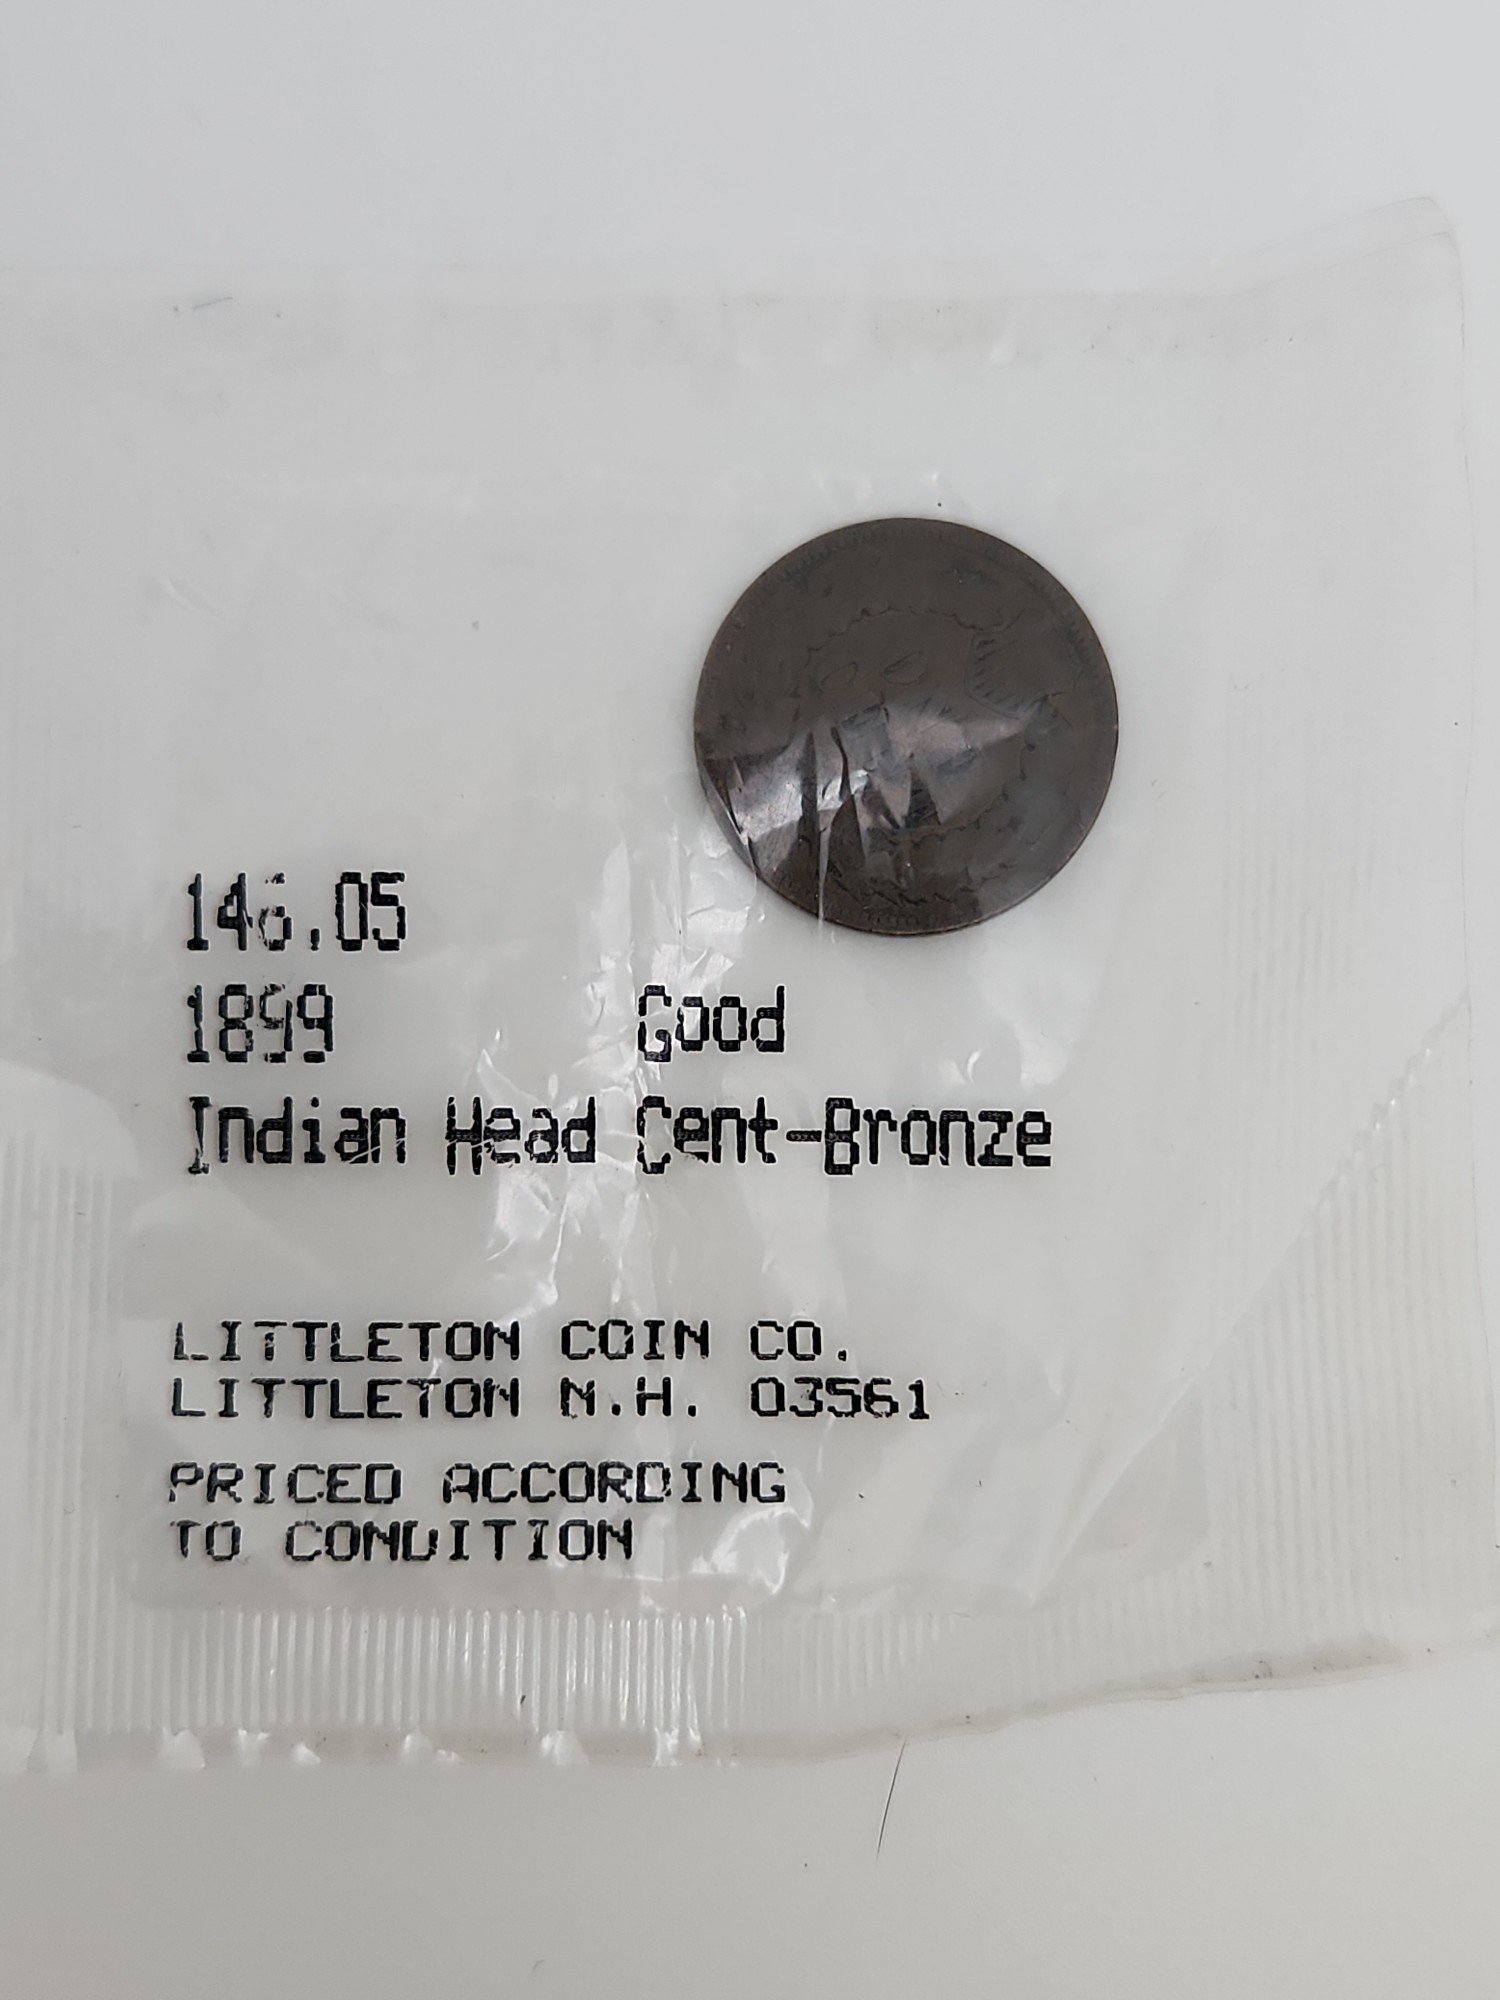 146.05
1899 Good
Indian Head Cent-Bronze
LITTLETON COIN CO.
LITTLETON N.H. 03561
PRICED ACCORDING
TO CONDITION